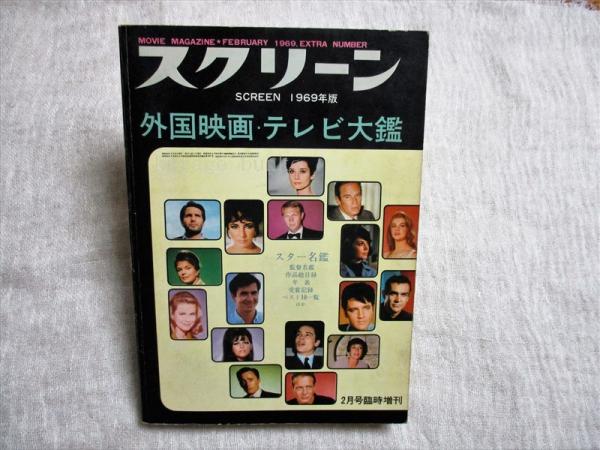 MOVIE MAGAZINE★FEBRUARY 1969, EXTRA NUMBER
スクリーン
SCREEN 1969年版
外国映画・テレビ大鑑
スター名鑑
監督名鑑
作品総目録
年表
受賞記録
ベスト10一覧
ほか
2月号臨時増刊